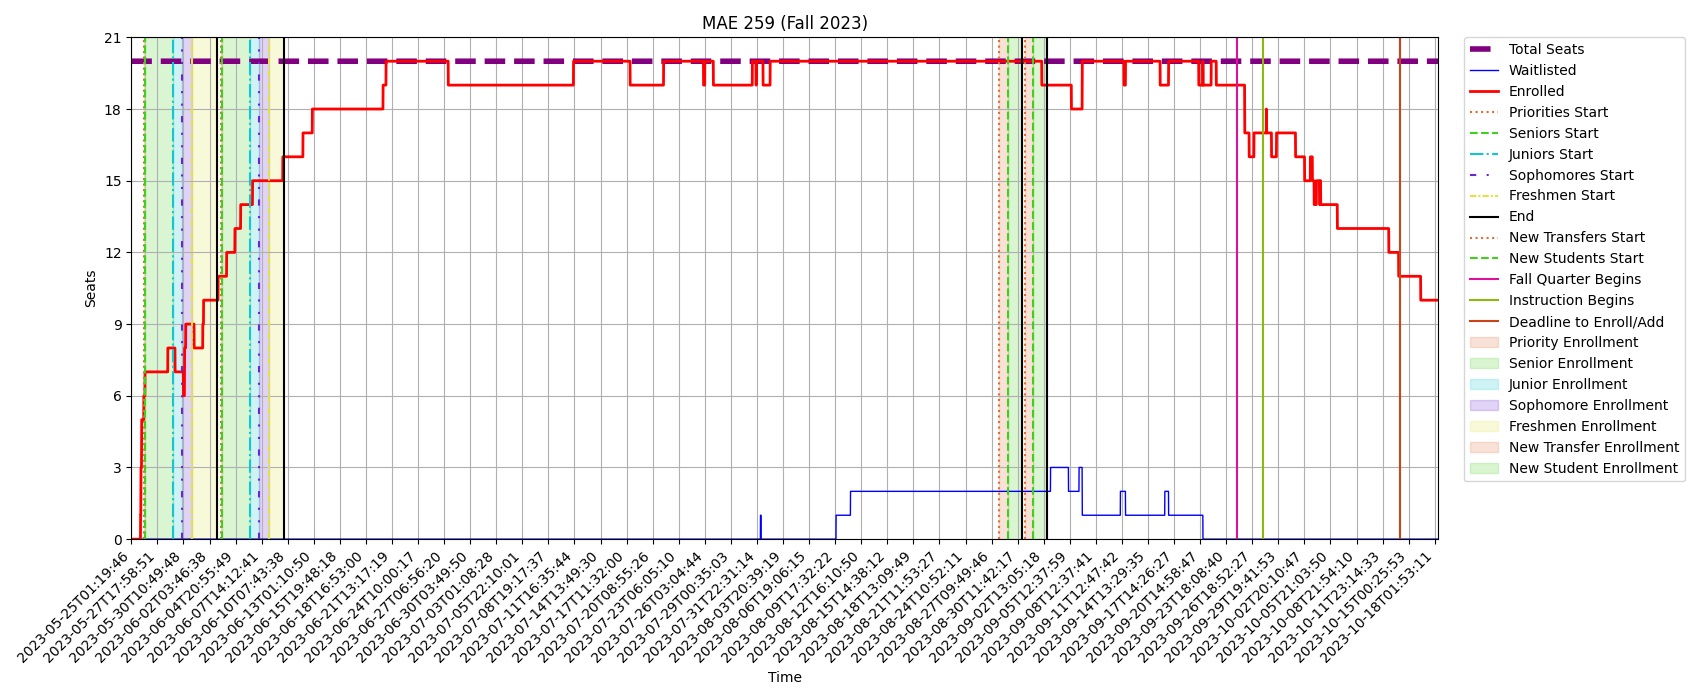 MAE 259 (Fall 2023)
21
18
15
12
9
6
3
0
Seats
2023-05-25T01:19:46
2023-05-27T17:58:51
2023-05-30T10:49:48
2023-06-02T03:46:38
2023-06-04T20:55:49
2023-06-07T14:12:41
2023-06-10T07:43:38
2023-06-13T01:10:50
2023-06-15T19:48:18
2023-06-18T16:53:00
2023-06-21T13:17:19
2023-06-24T10:00:17
2023-06-27T06:56:20
2023-06-30T03:49:50
2023-07-03T01:08:28
2023-07-05T22:10:01
2023-07-08T19:17:37
2023-07-11T16:35:44
2023-07-14T13:49:30
2023-07-17T11:32:00
2023-07-20T08:55:26
2023-07-23T06:05:10
2023-07-26T03:04:44
2023-07-29T00:35:03
2023-07-31T22:31:14
2023-08-03T20:39:19
2023-08-06T19:06:15
2023-08-09T17:32:22
2023-08-12T16:10:50
2023-08-15T14:38:12
2023-08-18T13:09:49
2023-08-21T11:53:27
2023-08-24T10:52:11
2023-08-27T09:49:46
2023-08-30T11:42:17
2023-09-02T13:05:19
2023-09-05T12:37:59
2023-09-08T12:37:41
2023-09-11T12:47:42
2023-09-14T13:29:35
2023-09-17T14:26:27
2023-09-20T14:58:47
2023-09-23T18:08:40
2023-09-26T18:52:27
2023-09-29T19:41:53
2023-10-02T20:10:47
2023-10-05T21:03:50
2023-10-08T21:54:10
2023-10-11T23:14:33
2023-10-15T00:25:53
2023-10-18T01:53:11
Time
Total Seats
Waitlisted
Enrolled
Priorities Start
Seniors Start
Juniors Start
Sophomores Start
Freshmen Start
End
New Transfers Start
New Students Start
Fall Quarter Begins
Instruction Begins
Deadline to Enroll/Add
Priority Enrollment
Senior Enrollment
Junior Enrollment
Sophomore Enrollment
Freshmen Enrollment
New Transfer Enrollment
New Student Enrollment